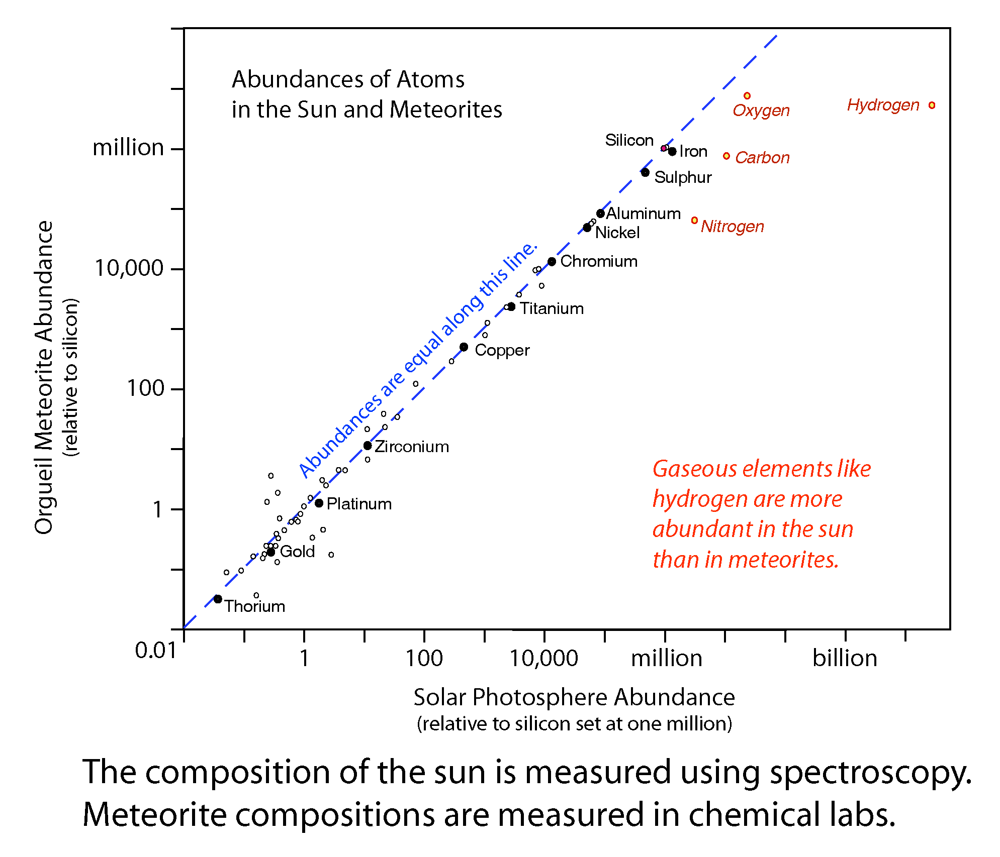 Abundances of Atoms
in the Sun and Meteorites
Hydrogen
Oxygen
Silicon
Iron
Carbon
Sulphur
Aluminum
Nitrogen
Nickel
Chromium
Titanium
Copper
Zirconium
Platinum
Gold
Thorium
Abundances are equal along this line.
Gaseous elements like
hydrogen are more
abundant in the sun
than in meteorites.
Orgueil Meteorite Abundance
(relative to silicon)
million
10,000
100
1
0.01
1
100
10,000
million
billion
Solar Photosphere Abundance
(relative to silicon set at one million)
The composition of the sun is measured using spectroscopy.
Meteorite compositions are measured in chemical labs.